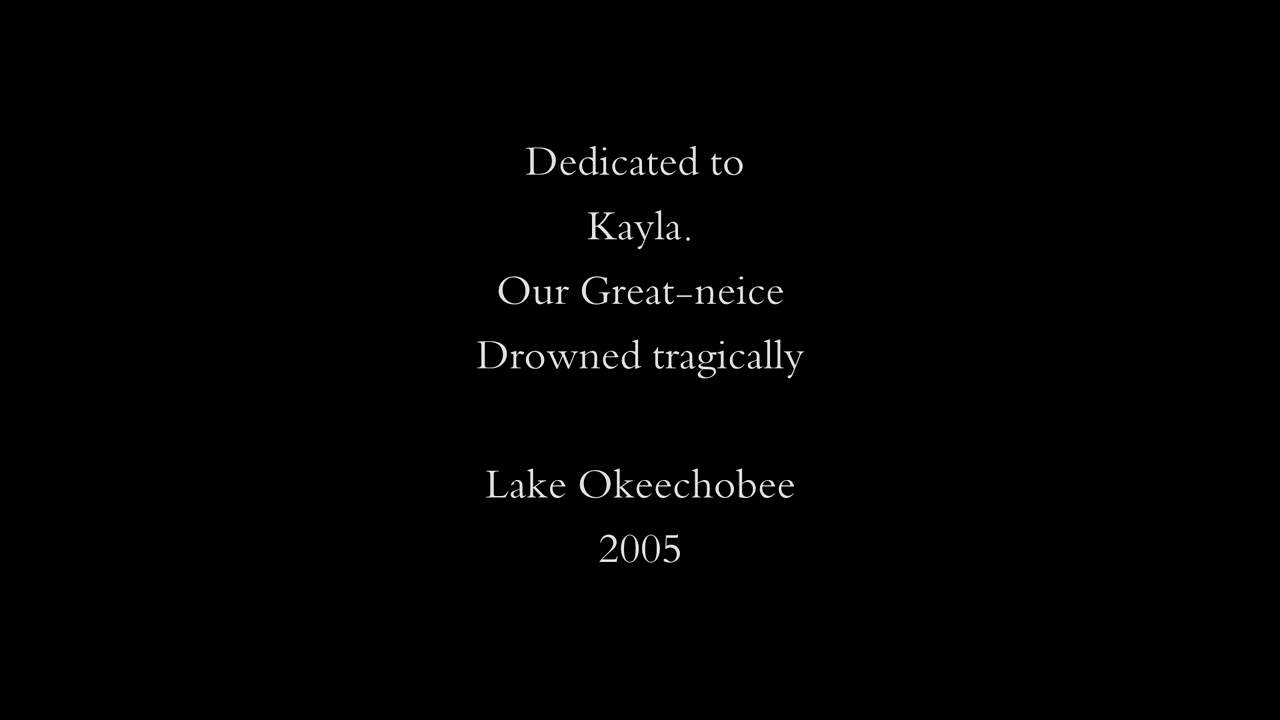 Dedicated to
Kayla.
Our Great-neice
Drowned tragically
Lake Okeechobee
2005